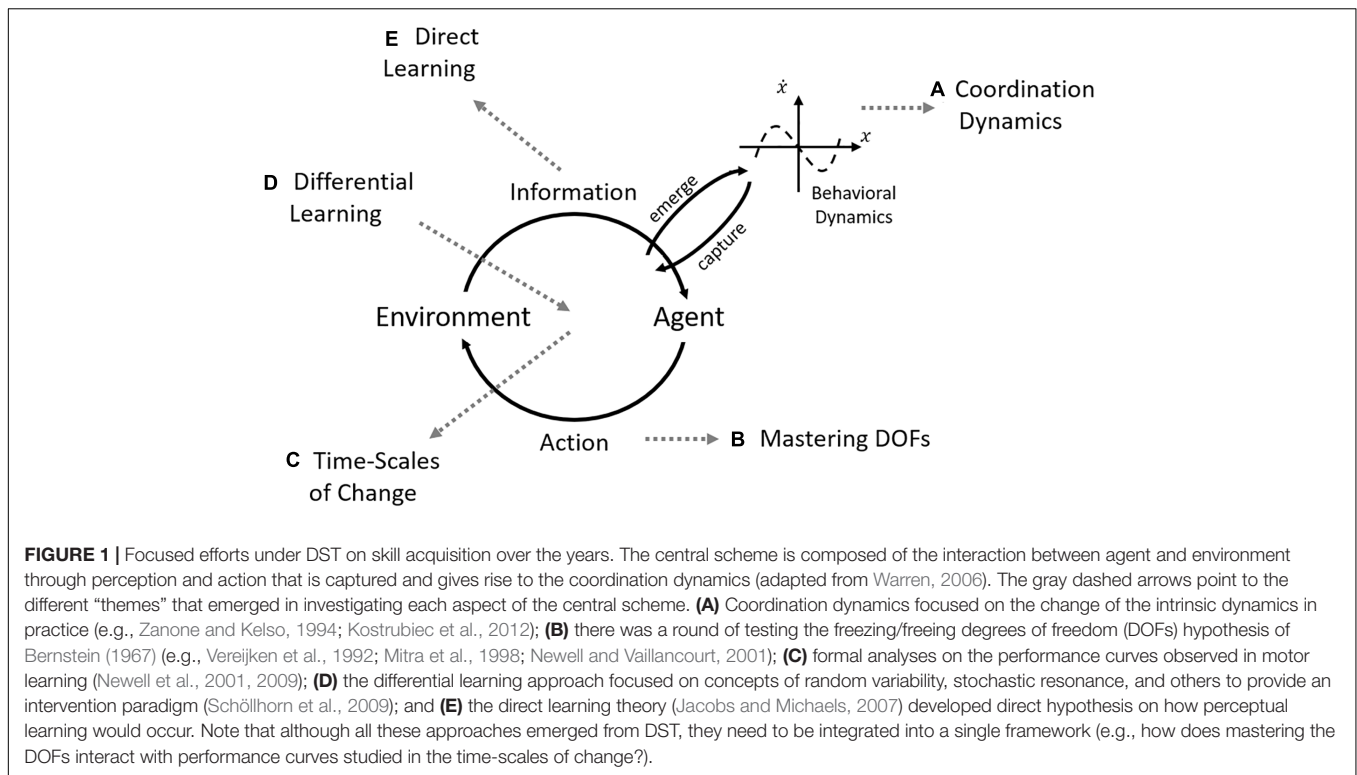 E Direct
Learning
ẋ
A Coordination
Dynamics
x
D Differential
Learning
Information
emerge
capture
Behavioral
Dynamics
Environment
Agent
C Time-Scales
of Change
Action
B Mastering DOFs
FIGURE 1 | Focused efforts under DST on skill acquisition over the years. The central scheme is composed of the interaction between agent and environment
through perception and action that is captured and gives rise to the coordination dynamics (adapted from Warren, 2006). The gray dashed arrows point to the
different “themes” that emerged in investigating each aspect of the central scheme. (A) Coordination dynamics focused on the change of the intrinsic dynamics in
practice (e.g., Zanone and Kelso, 1994; Kostrubiec et al., 2012); (B) there was a round of testing the freezing/freeing degrees of freedom (DOFs) hypothesis of
Bernstein (1967) (e.g., Vereijken et al., 1992; Mitra et al., 1998; Newell and Vaillancourt, 2001); (C) formal analyses on the performance curves observed in motor
learning (Newell et al., 2001, 2009); (D) the differential learning approach focused on concepts of random variability, stochastic resonance, and others to provide an
intervention paradigm (Schöllhorn et al., 2009); and (E) the direct learning theory (Jacobs and Michaels, 2007) developed direct hypothesis on how perceptual
learning would occur. Note that although all these approaches emerged from DST, they need to be integrated into a single framework (e.g., how does mastering the
DOFs interact with performance curves studied in the time-scales of change?).